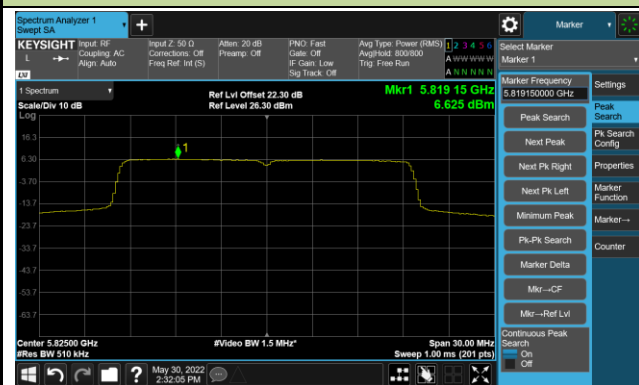 Spectrum Analyzer 1
Swept SA
Marker
KEYSIGHT Input: RF Input Z: 50 Ω Atten: 20 dB PNO: Fast Avg Type: Power (RMS) 1 2 3 4 5 6
L Coupling: AC Corrections: Off Preamp: Off Gate: Off Avg|Hold: 800/800 A W W W W W
Align: Auto Freq Ref: Int (S) IF Gain: Low Trig: Free Run
Sig Track: Off A N N N N N
LXI
Select Marker
Marker 1
1 Spectrum
Scale/Div 10 dB
Ref Lvl Offset 22.30 dB
Ref Level 26.30 dBm
Mkr1 5.819 15 GHz
6.625 dBm
Log
16.3
6.30
-3.70
-13.7
-23.7
-33.7
-43.7
-53.7
-63.7
1
Center 5.82500 GHz
#Res BW 510 kHz
#Video BW 1.5 MHz*
Span 30.00 MHz
Sweep 1.00 ms (201 pts)
Marker Frequency
5.819150000 GHz
Peak Search
Next Peak
Next Pk Right
Next Pk Left
Minimum Peak
Pk-Pk Search
Marker Delta
Mkr→CF
Mkr→Ref Lvl
Continuous Peak
Search
On
Off
Settings
Peak
Search
Pk Search
Config
Properties
Marker
Function
Marker→
Counter
?
May 30, 2022
2:32:05 PM